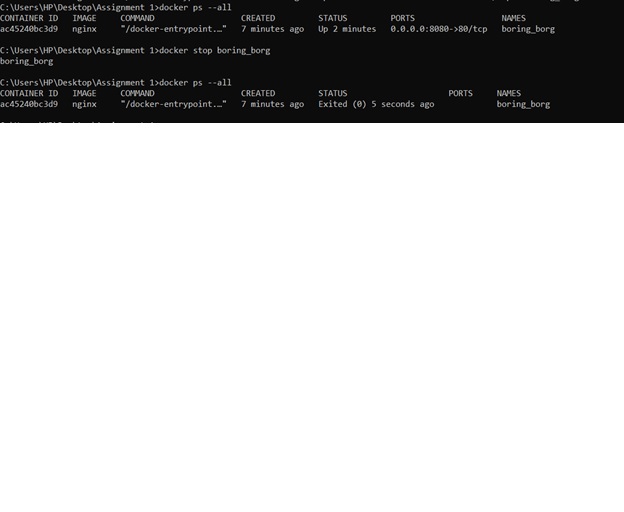 C:\Users\HP\Desktop\Assignment 1>docker ps --all
CONTAINER ID   IMAGE     COMMAND                  CREATED         STATUS         PORTS                  NAMES
ac45240bc3d9   nginx     "/docker-entrypoint.…"   7 minutes ago   Up 2 minutes   0.0.0.0:8080->80/tcp   boring_borg
C:\Users\HP\Desktop\Assignment 1>docker stop boring_borg
boring_borg
C:\Users\HP\Desktop\Assignment 1>docker ps --all
CONTAINER ID   IMAGE     COMMAND                  CREATED         STATUS                     PORTS     NAMES
ac45240bc3d9   nginx     "/docker-entrypoint.…"   7 minutes ago   Exited (0) 5 seconds ago             boring_borg